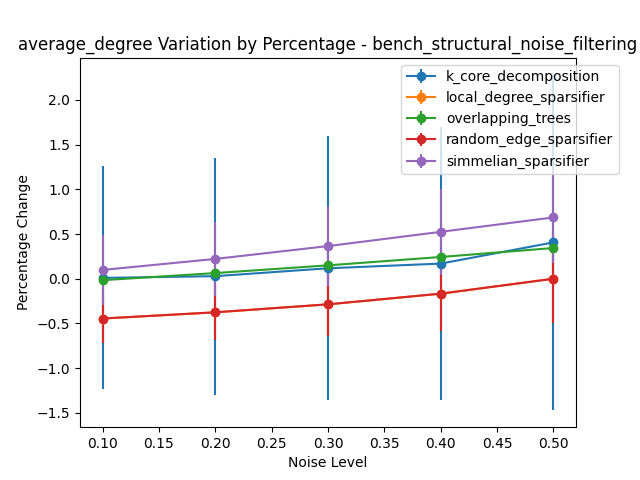 average_degree Variation by Percentage - bench_structural_noise_filtering
k_core_decomposition
local_degree_sparsifier
overlapping_trees
random_edge_sparsifier
simmelian_sparsifier
Percentage Change
2.0
1.5
1.0
0.5
0.0
−0.5
−1.0
−1.5
0.10 0.15 0.20 0.25 0.30 0.35 0.40 0.45 0.50
Noise Level